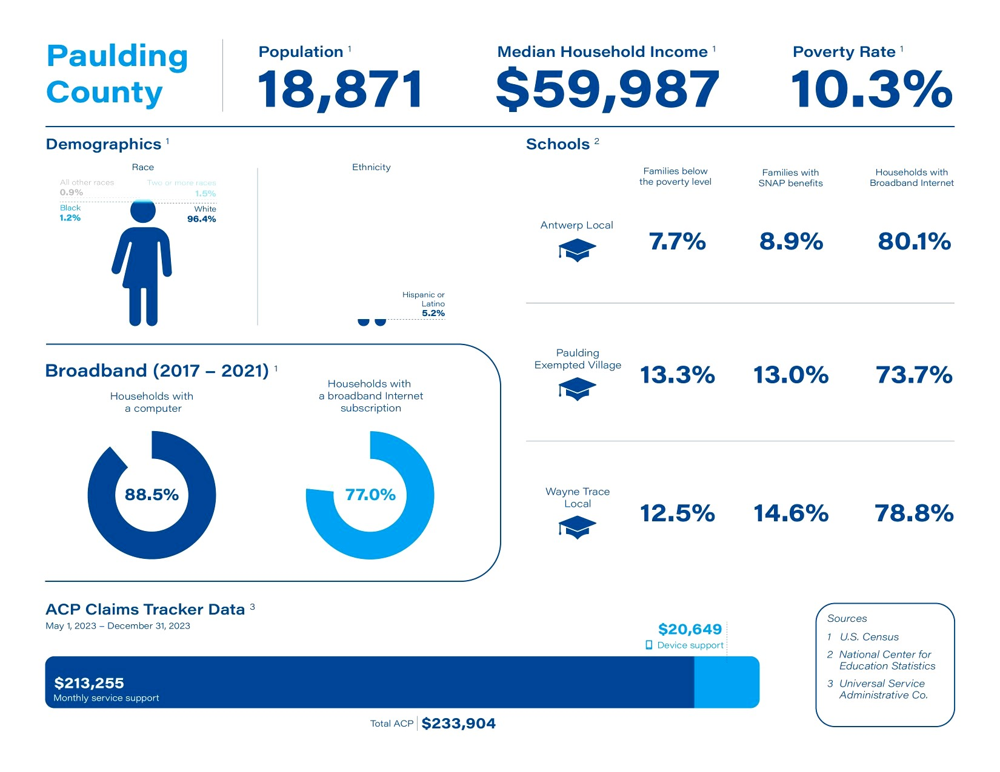 Paulding
County
Population 1
18,871
Median Household Income 1
$59,987
Poverty Rate 1
10.3%
Demographics 1
Race
All other races
0.9%
Two or more races
1.5%
Black
1.2%
White
96.4%
Ethnicity
Hispanic or
Latino
5.2%
Broadband (2017 – 2021) 1
Households with
a computer
88.5%
Households with
a broadband Internet
subscription
77.0%
Schools 2
Families below
the poverty level
Families with
SNAP benefits
Households with
Broadband Internet
Antwerp Local
7.7%
8.9%
80.1%
Paulding
Exempted Village
13.3%
13.0%
73.7%
Wayne Trace
Local
12.5%
14.6%
78.8%
ACP Claims Tracker Data 3
May 1, 2023 – December 31, 2023
$20,649
Device support
$213,255
Monthly service support
Total ACP $233,904
Sources
1 U.S. Census
2 National Center for
Education Statistics
3 Universal Service
Administrative Co.